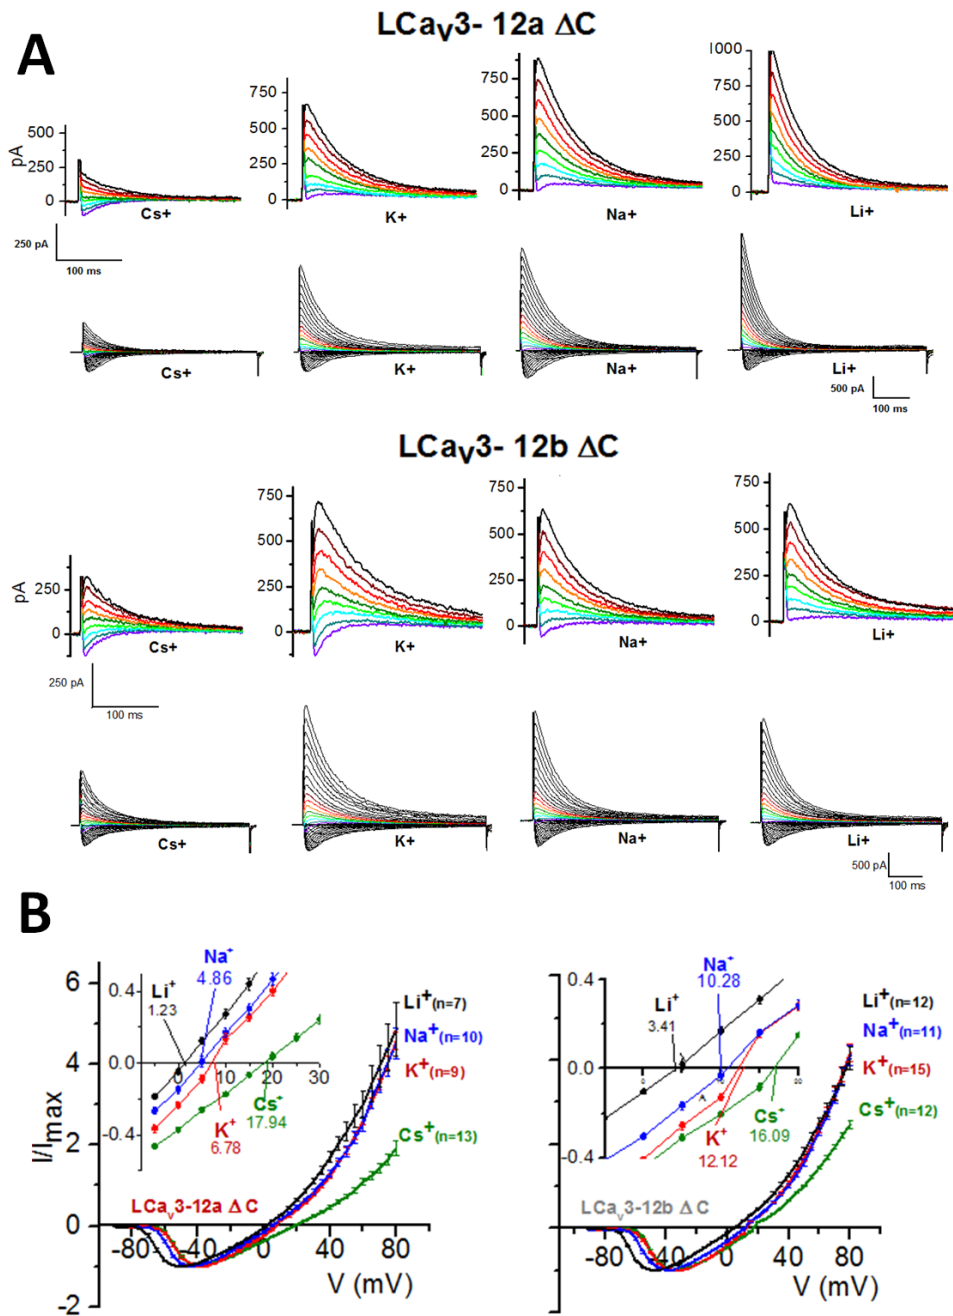 A
LCav3- 12a ΔC
pA
500
250
0
Cs+
750
500
250
0
K+
750
500
250
0
Na+
1000
750
500
250
0
Li+
250 pA
100 ms
Cs+
K+
Na+
Li+
500 pA
100 ms
LCav3- 12b ΔC
pA
250
0
Cs+
750
500
250
0
K+
750
500
250
0
Na+
750
500
250
0
Li+
250 pA
100 ms
Cs+
K+
Na+
Li+
500 pA
100 ms
B
I/Imax
6
4
2
0
-2
-80
-40
0
40
80
V (mV)
0.4
0.0
-0.4
0
10
20
30
Li+
1.23
Na+
4.86
K+
6.78
Cs+
17.94
Li+(n=7)
Na+(n=10)
K+(n=9)
Cs+(n=13)
LCav3-12a Δ C
-80
-40
0
40
80
V (mV)
0.4
0.0
-0.4
0
20
Li+
3.41
Na+
10.28
A
K+
12.12
Cs+
16.09
Li+(n=12)
Na+(n=11)
K+(n=15)
Cs+(n=12)
LCav3-12b Δ C